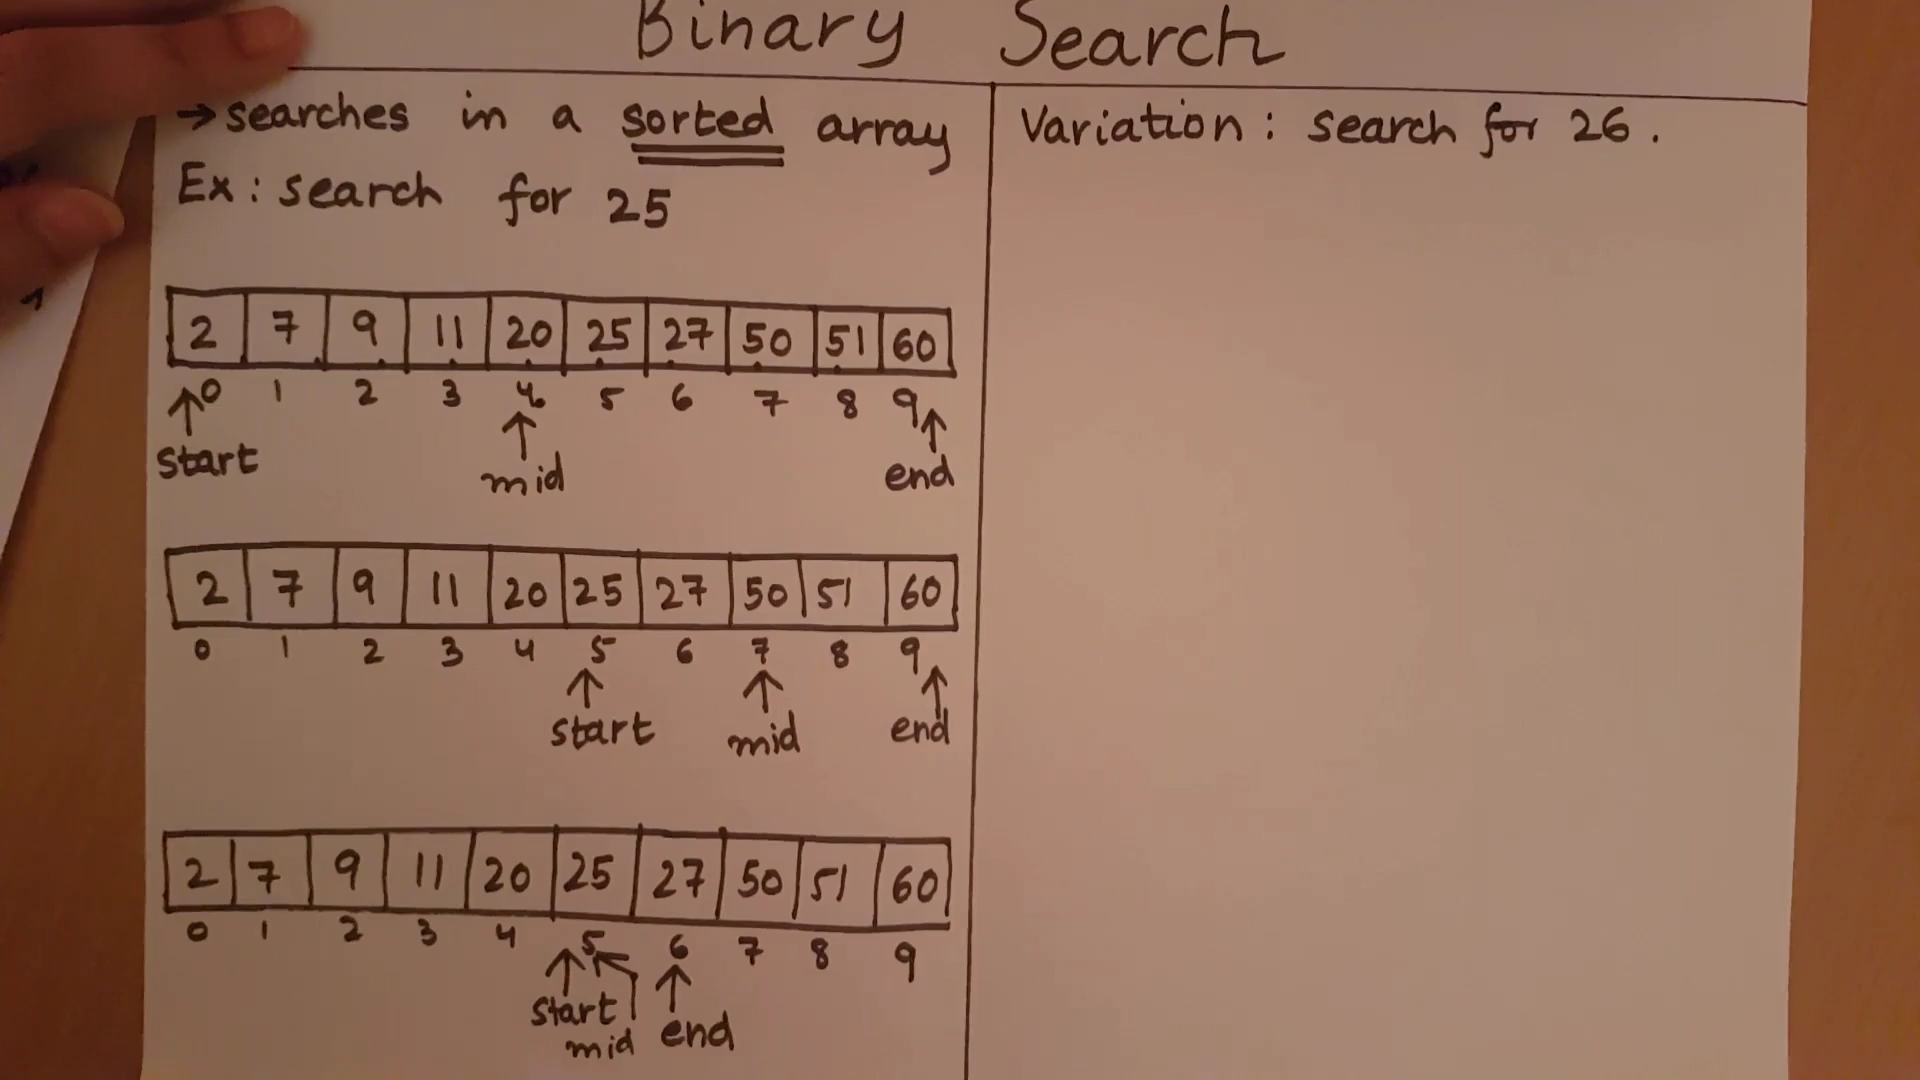 Binary Search
→ searches in a sorted array
Ex: search for 25
2 7 9 11 20 25 27 50 51 60
0 1 2 3 4 5 6 7 8 9
start mid end
2 7 9 11 20 25 27 50 51 60
0 1 2 3 4 5 6 7 8 9
start mid end
2 7 9 11 20 25 27 50 51 60
0 1 2 3 4 5 6 7 8 9
start end
mid
Variation: search for 26.